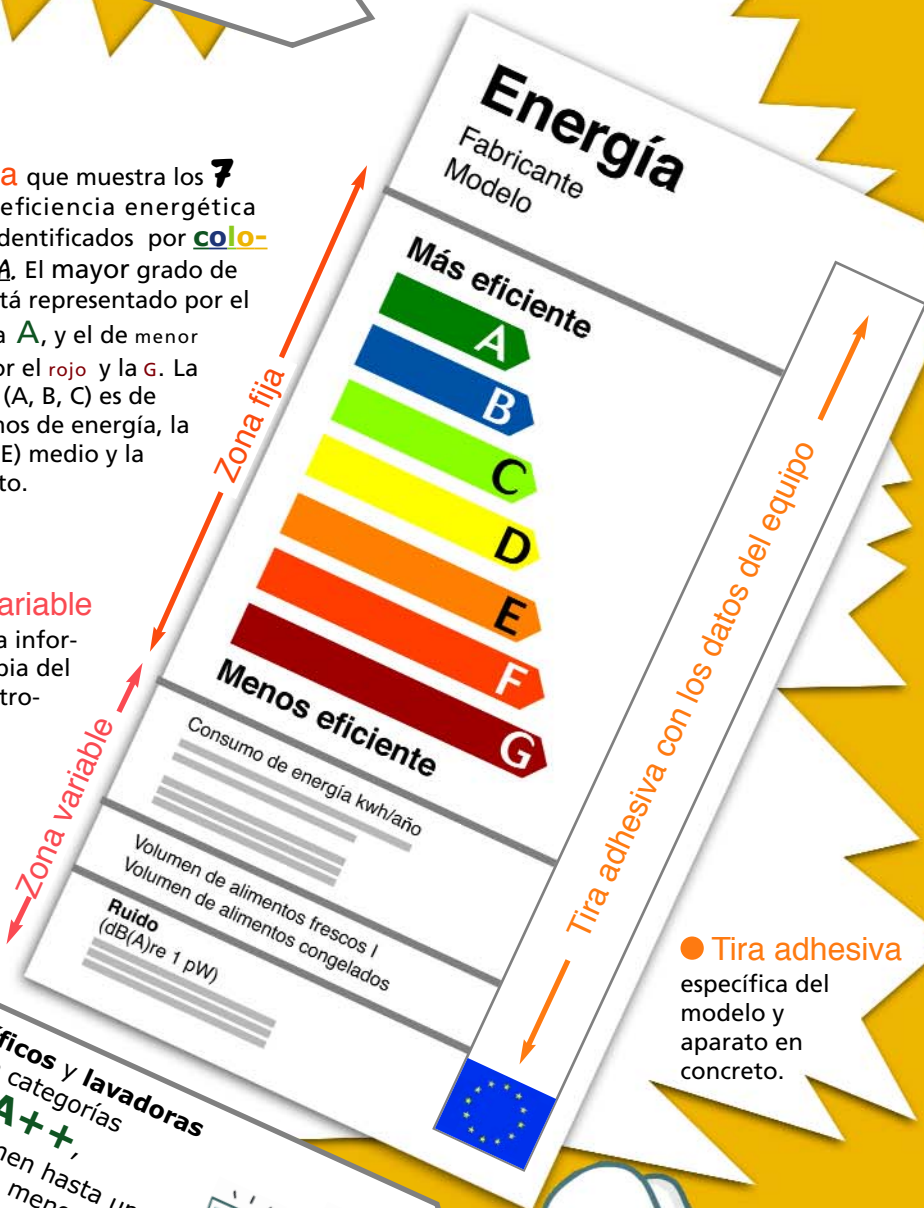 a que muestra los 7
eficiencia energética
dentificados por colo-
A. El mayor grado de
tá representado por el
a A, y el de menor
or el rojo y la G. La
(A, B, C) es de
nos de energía, la
E) medio y la
to.
ariable
a infor-
pia del
tro-
Zona fija
Zona variable
Energía
Fabricante
Modelo
Más eficiente
A
B
C
D
E
F
G
Menos eficiente
Consumo de energía kwh/año
Volumen de alimentos frescos l
Volumen de alimentos congelados
Ruido
(dB(A)re 1 pW)
Tira adhesiva con los datos del equipo
● Tira adhesiva
específica del
modelo y
aparato en
concreto.
ficos y lavadoras
categorías
A++,
men hasta un
men